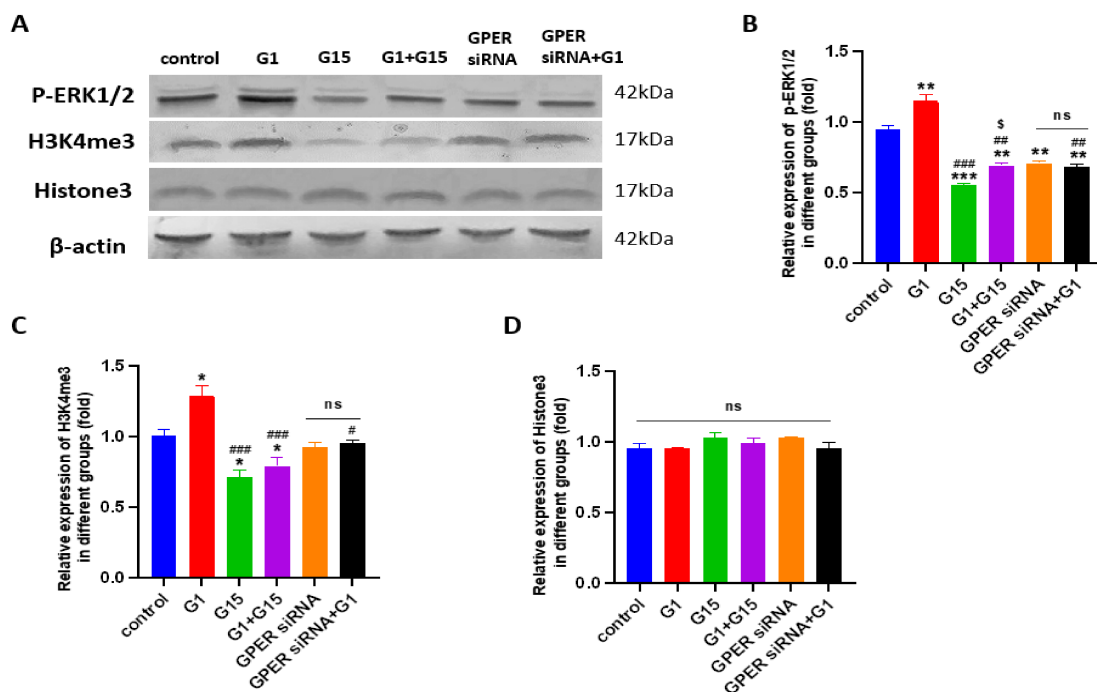 A
control G1 G15 G1+G15 GPER siRNA GPER siRNA+G1
P-ERK1/2 42kDa
H3K4me3 17kDa
Histone3 17kDa
β-actin 42kDa
B
Relative expression of p-ERK1/2
in different groups (fold)
1.5
1.0
0.5
0.0
**
###
***
$
##
**
**
ns
##
**
control
G1
G15
G1+G15
GPER siRNA
GPER siRNA+G1
C
Relative expression of H3K4me3
in different groups (fold)
1.5
1.0
0.5
0.0
*
###
*
###
*
ns
#
control
G1
G15
G1+G15
GPER siRNA
GPER siRNA+G1
D
Relative expression of Histone3
in different groups (fold)
1.5
1.0
0.5
0.0
ns
control
G1
G15
G1+G15
GPER siRNA
GPER siRNA+G1